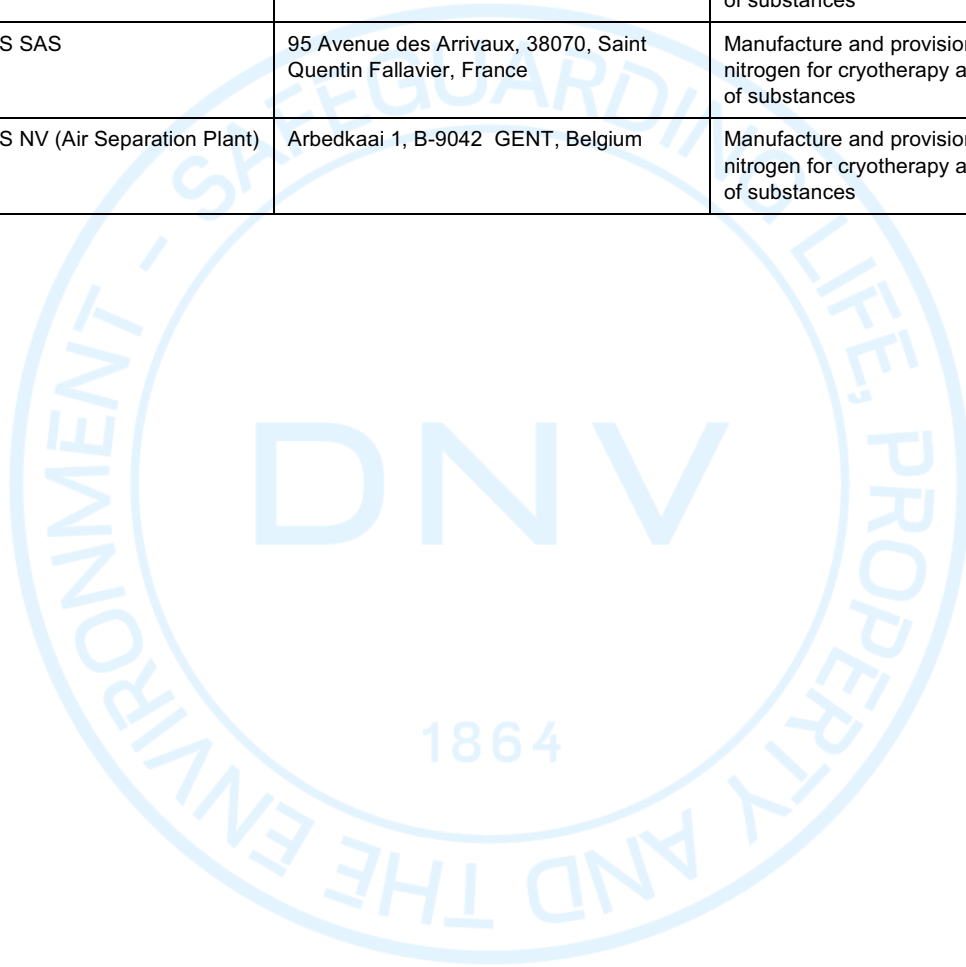 of substances
S SAS
95 Avenue des Arrivaux, 38070, Saint
Quentin Fallavier, France
Manufacture and provision
nitrogen for cryotherapy a
of substances
S NV (Air Separation Plant)
Arbedkaai 1, B-9042 GENT, Belgium
Manufacture and provision
nitrogen for cryotherapy a
of substances
SAFEGUARDING LIFE, PROPERTY AND THE ENVIRONMENT -
DNV
1864